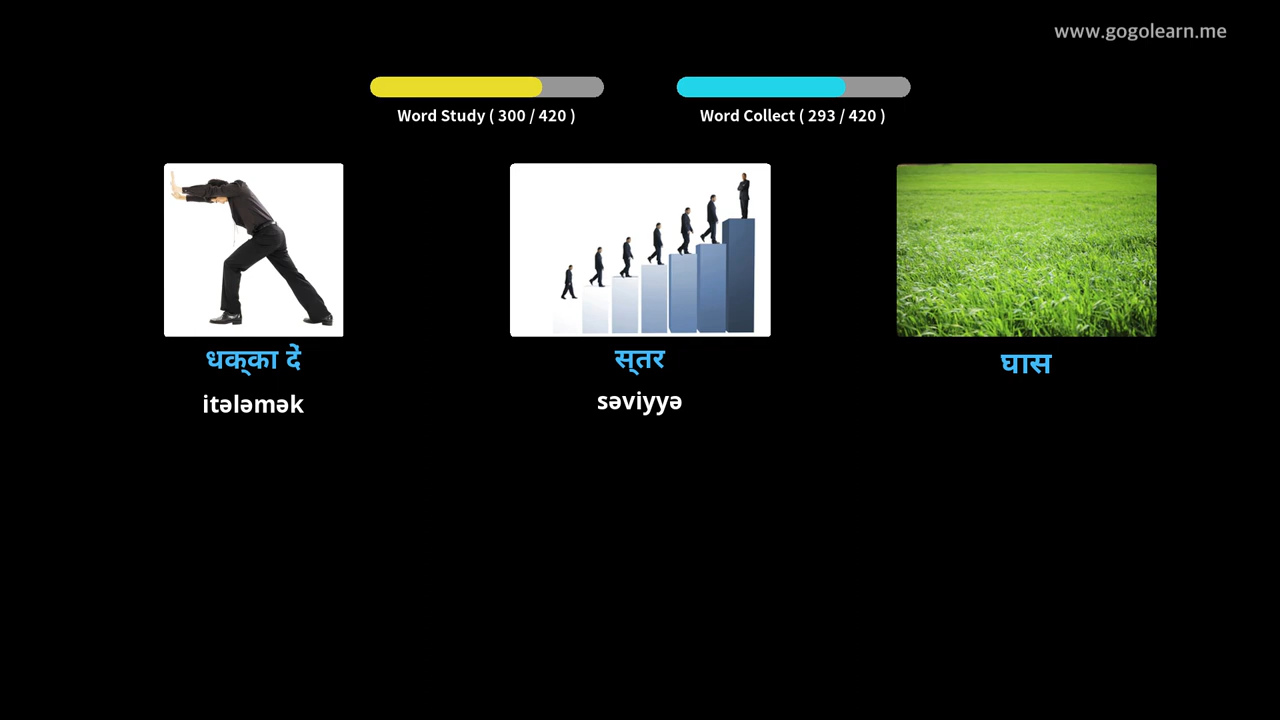 www.gogolearn.me
Word Study ( 300 / 420 )
Word Collect ( 293 / 420 )
धक्‌का दें
स्‌तर
घास
itələmək
səviyyə